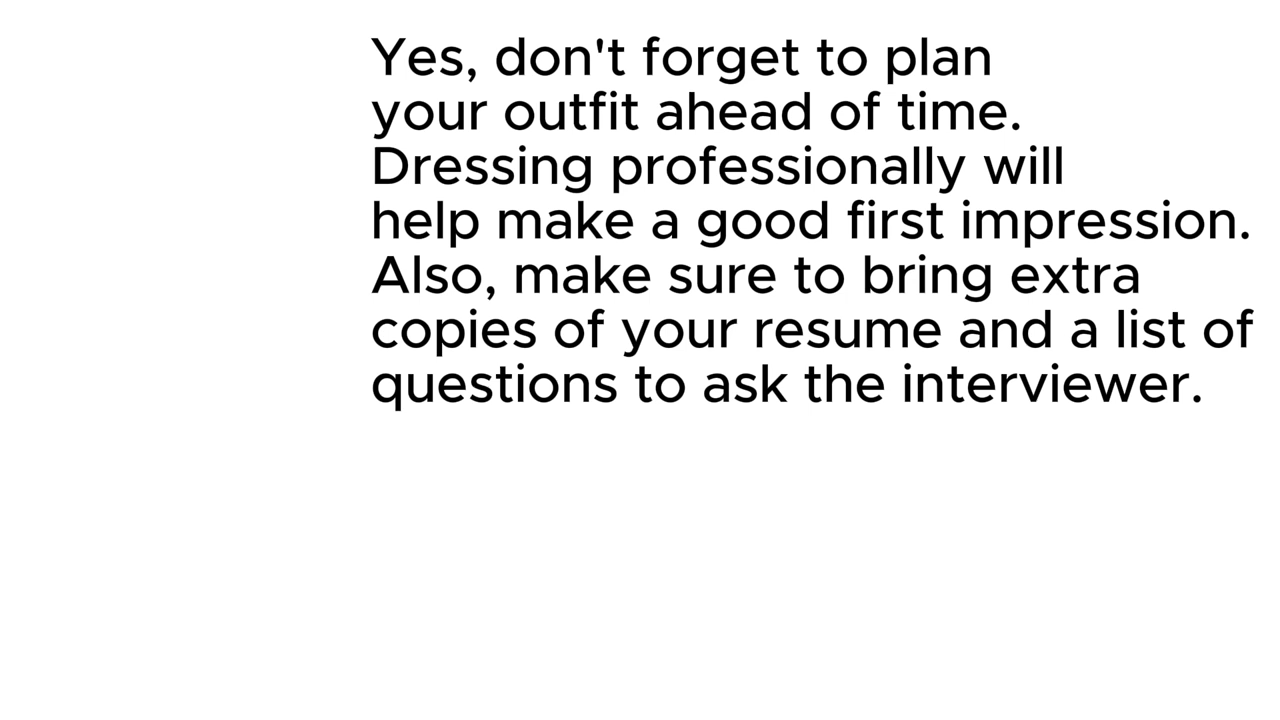 Yes, don't forget to plan
your outfit ahead of time.
Dressing professionally will
help make a good first impression.
Also, make sure to bring extra
copies of your resume and a list of
questions to ask the interviewer.